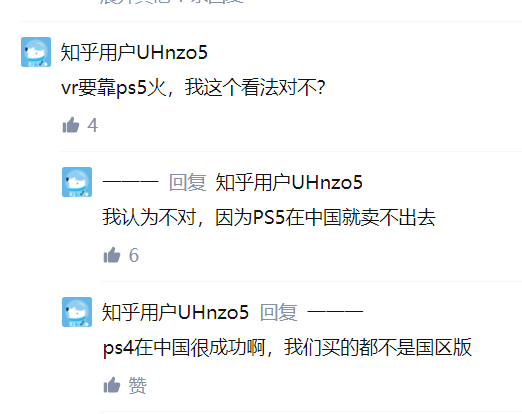 知乎用户UHnzo5
vr要靠ps5火，我这个看法对不？
4
一一一 回复 知乎用户UHnzo5
我认为不对，因为PS5在中国就卖不出去
6
知乎用户UHnzo5 回复 一一一
ps4在中国很成功啊，我们买的都不是国区版
赞